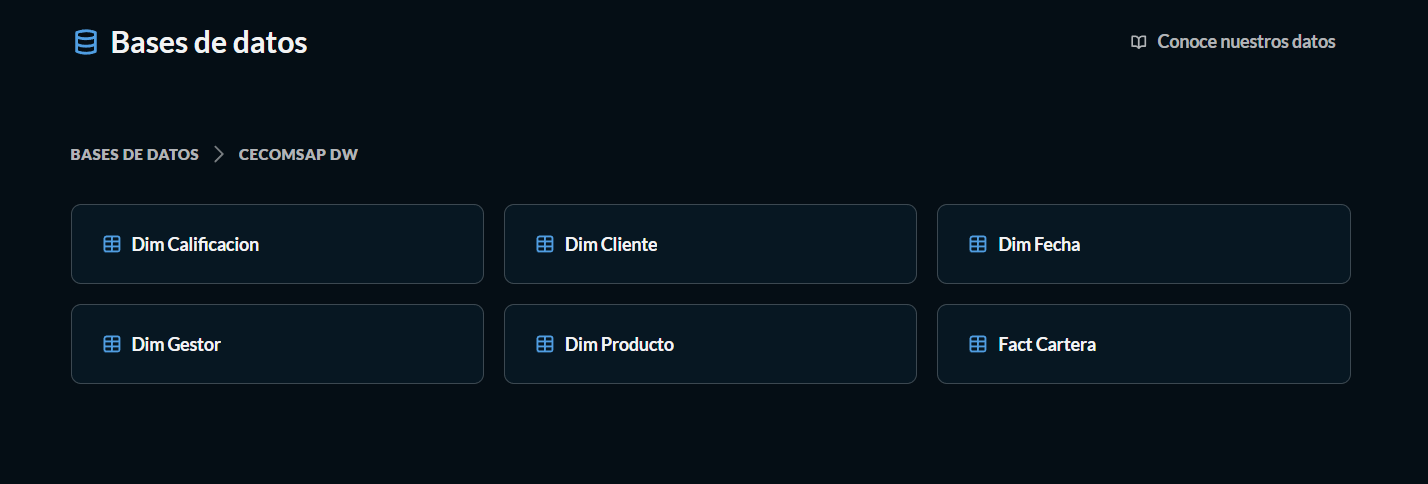 Bases de datos
Conoce nuestros datos
BASES DE DATOS > CECOMSAP DW
Dim Calificacion
Dim Cliente
Dim Fecha
Dim Gestor
Dim Producto
Fact Cartera